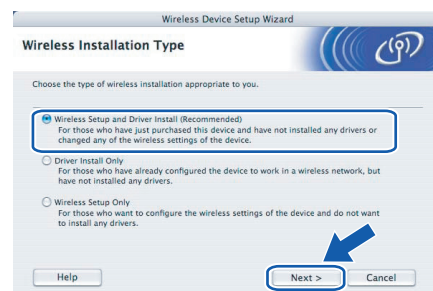 Wireless Device Setup Wizard
Wireless Installation Type
Choose the type of wireless installation appropriate to you.
Wireless Setup and Driver Install (Recommended)
For those who have just purchased this device and have not installed any drivers or
changed any of the wireless settings of the device.
Driver Install Only
For those who have already configured the device to work in a wireless network, but
have not installed any drivers.
Wireless Setup Only
For those who want to configure the wireless settings of the device and do not want
to install any drivers.
Help
Next >
Cancel